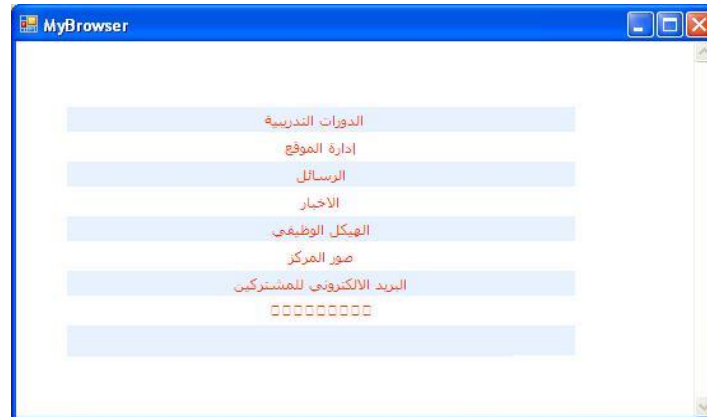 MyBrowser
الدورات التدريبية
إدارة الموقع
الرسائل
الاخبار
الهيكل الوظيفي
صور المركز
البريد الالكتروني للمشتركين